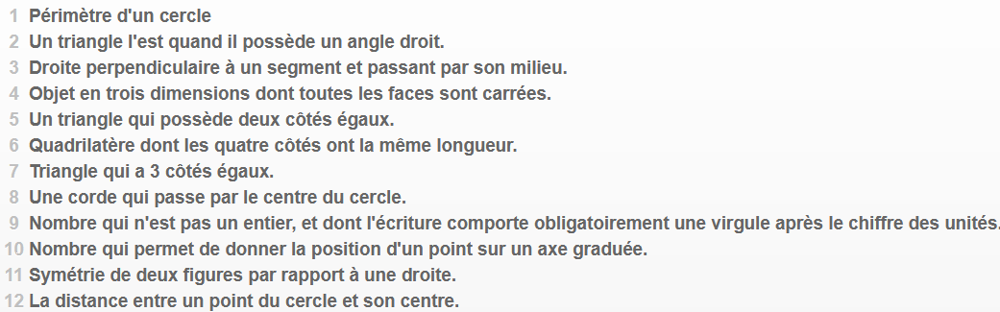 1 Périmètre d'un cercle
2 Un triangle l'est quand il possède un angle droit.
3 Droite perpendiculaire à un segment et passant par son milieu.
4 Objet en trois dimensions dont toutes les faces sont carrées.
5 Un triangle qui possède deux côtés égaux.
6 Quadrilatère dont les quatre côtés ont la même longueur.
7 Triangle qui a 3 côtés égaux.
8 Une corde qui passe par le centre du cercle.
9 Nombre qui n'est pas un entier, et dont l'écriture comporte obligatoirement une virgule après le chiffre des unités.
10 Nombre qui permet de donner la position d'un point sur un axe graduée.
11 Symétrie de deux figures par rapport à une droite.
12 La distance entre un point du cercle et son centre.